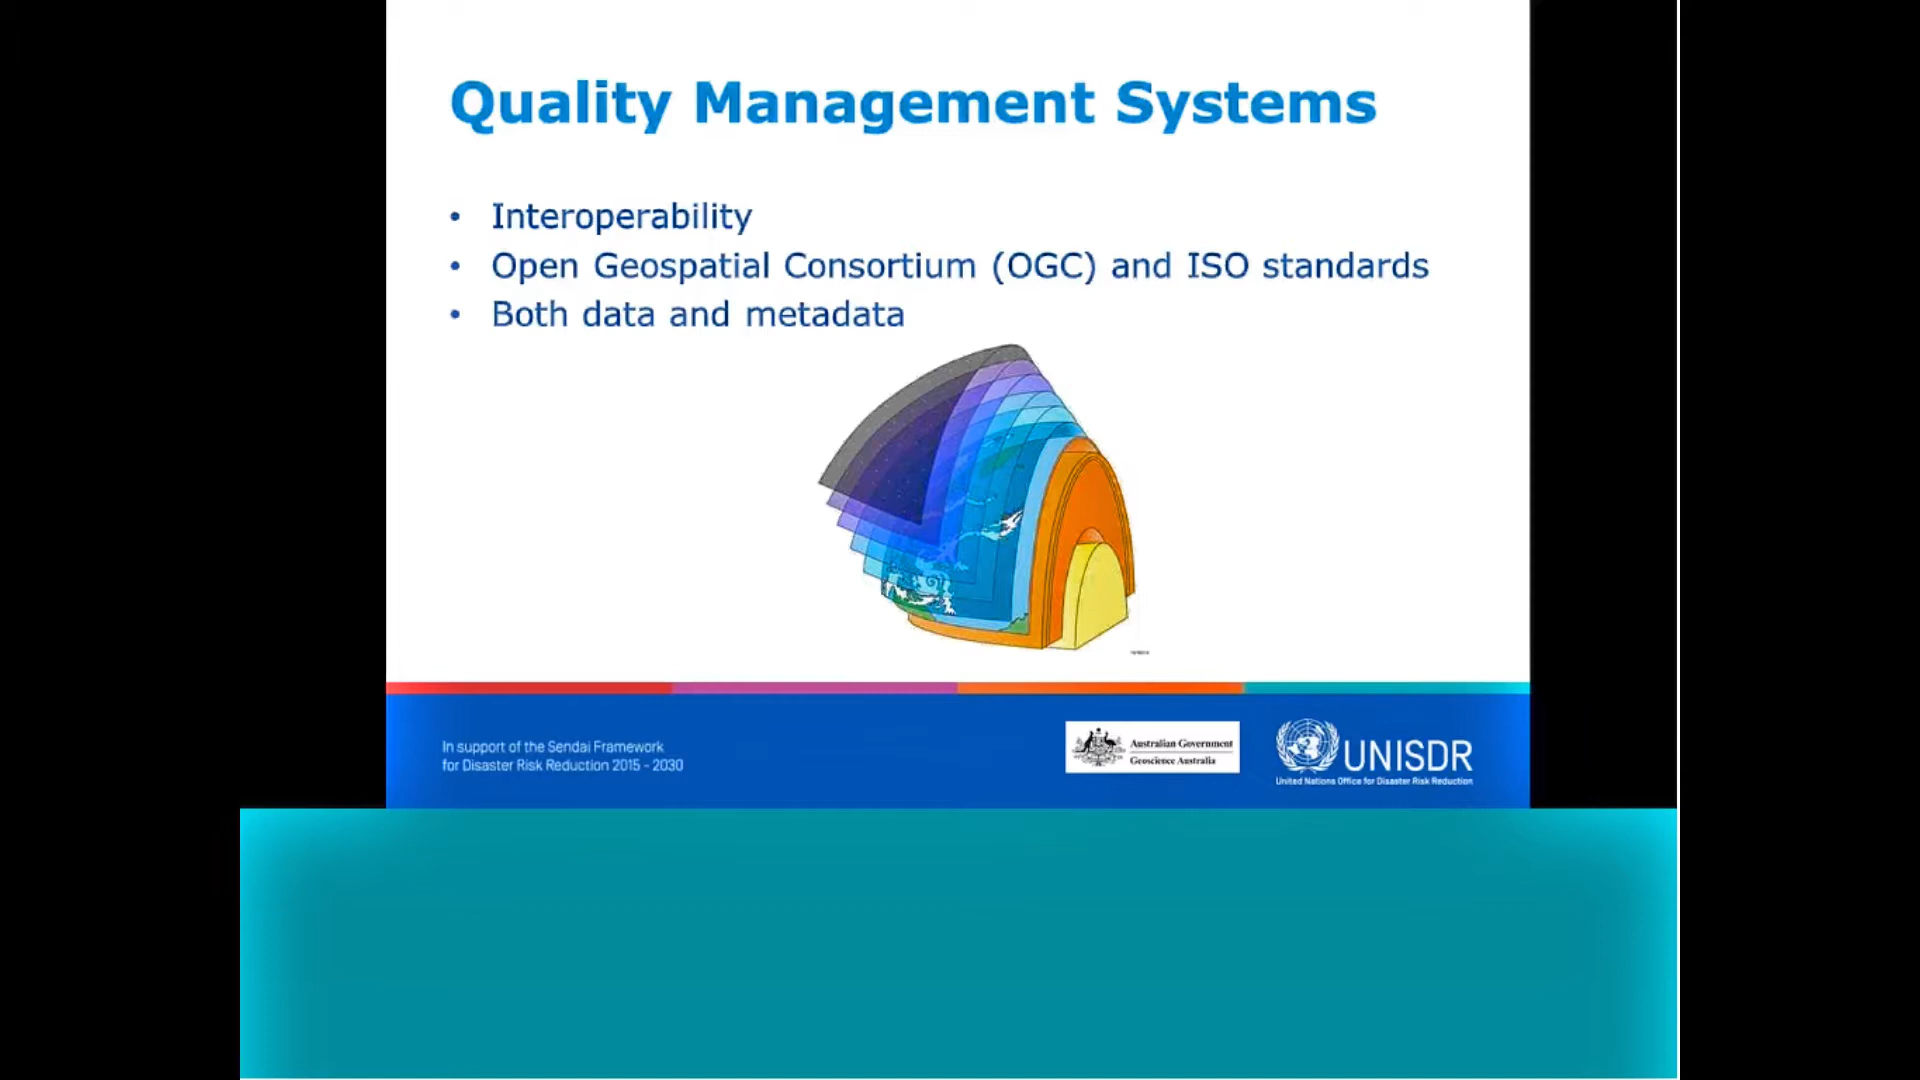 Quality Management Systems
• Interoperability
• Open Geospatial Consortium (OGC) and ISO standards
• Both data and metadata
In support of the Sendai Framework
for Disaster Risk Reduction 2015 - 2030
Australian Government
Geoscience Australia
UNISDR
United Nations Office for Disaster Risk Reduction